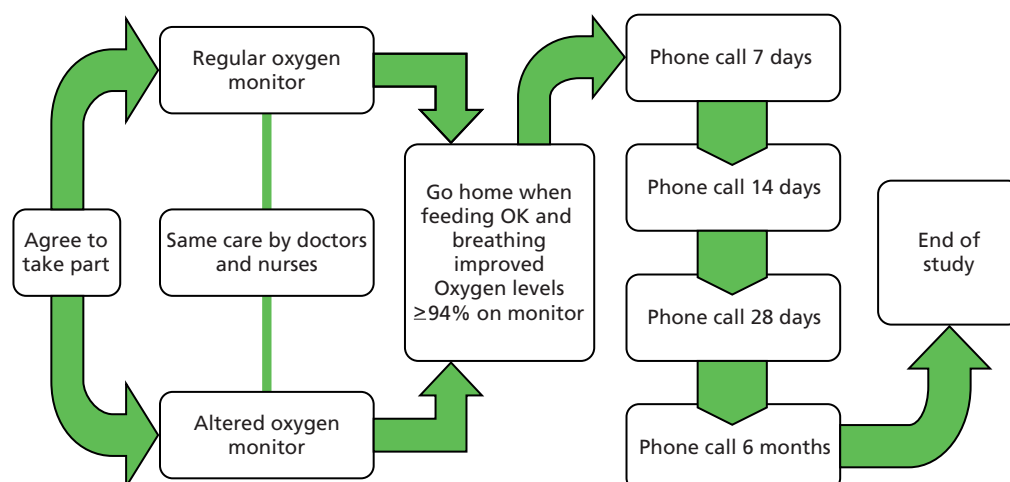 Agree to
take part
Regular oxygen
monitor
Same care by doctors
and nurses
Altered oxygen
monitor
Go home when
feeding OK and
breathing
improved
Oxygen levels
≥94% on monitor
Phone call 7 days
Phone call 14 days
Phone call 28 days
Phone call 6 months
End of
study